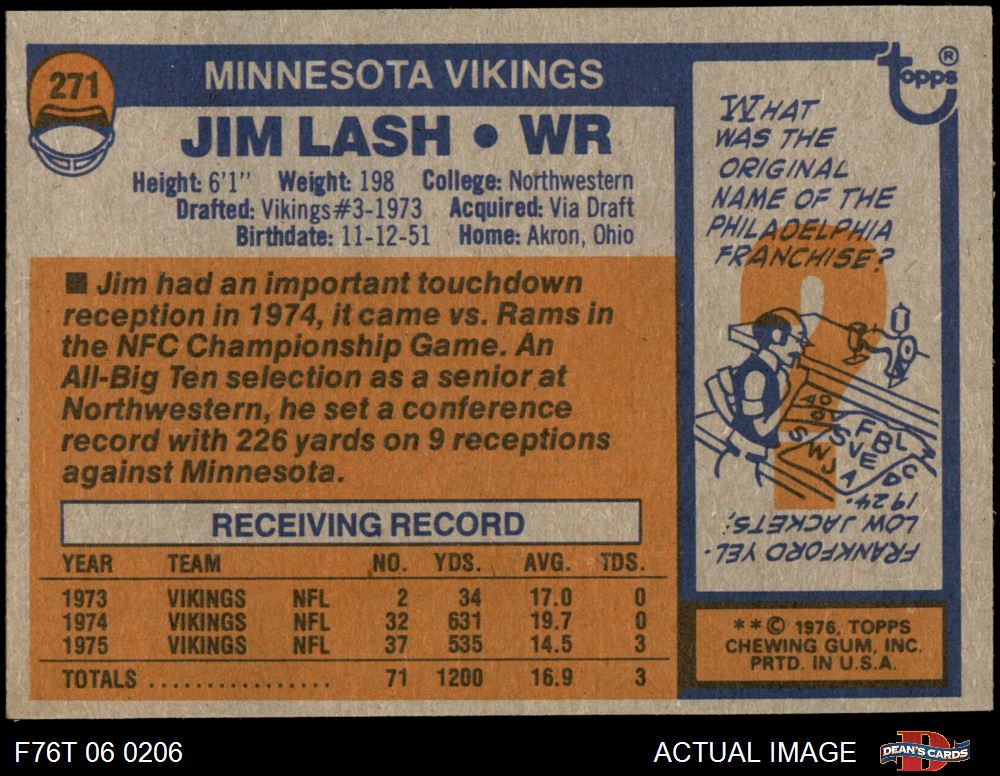 271
MINNESOTA VIKINGS
JIM LASH • WR
Height: 6'1" Weight: 198 College: Northwestern
Drafted: Vikings#3-1973 Acquired: Via Draft
Birthdate: 11-12-51 Home: Akron, Ohio
■ Jim had an important touchdown
reception in 1974, it came vs. Rams in
the NFC Championship Game. An
All-Big Ten selection as a senior at
Northwestern, he set a conference
record with 226 yards on 9 receptions
against Minnesota.
RECEIVING RECORD
YEAR TEAM NO. YDS. AVG. TDS.
1973 VIKINGS NFL 2 34 17.0 0
1974 VIKINGS NFL 32 631 19.7 0
1975 VIKINGS NFL 37 535 14.5 3
TOTALS ................. 71 1200 16.9 3
topps®
WHAT
WAS THE
ORIGINAL
NAME OF THE
PHILADELPHIA
FRANCHISE?
?
FRANKFORD YEL-
LOW JACKETS,
1924.
**© 1976, TOPPS
CHEWING GUM, INC.
PRTD. IN U.S.A.
F76T 06 0206
ACTUAL IMAGE
D
DEAN'S CARDS